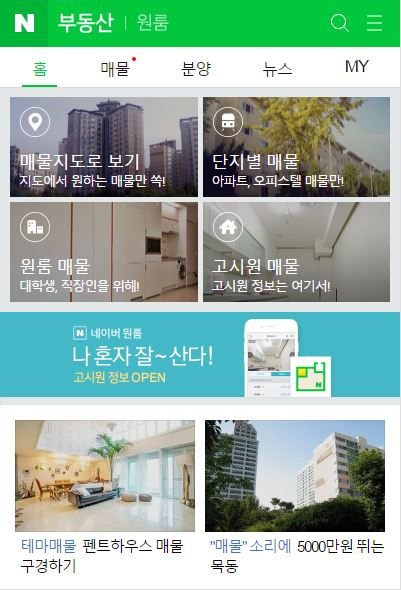 N 부동산 | 원룸
홈 매물 분양 뉴스 MY
매물지도로 보기
지도에서 원하는 매물만 쏙!
단지별 매물
아파트, 오피스텔 매물만!
원룸 매물
대학생, 직장인을 위해!
고시원 매물
고시원 정보는 여기서!
N 네이버 원룸
나 혼자 잘~ 산다!
고시원 정보 OPEN
N
테마매물 펜트하우스 매물
구경하기
"매물" 소리에 5000만원 뛰는
목동